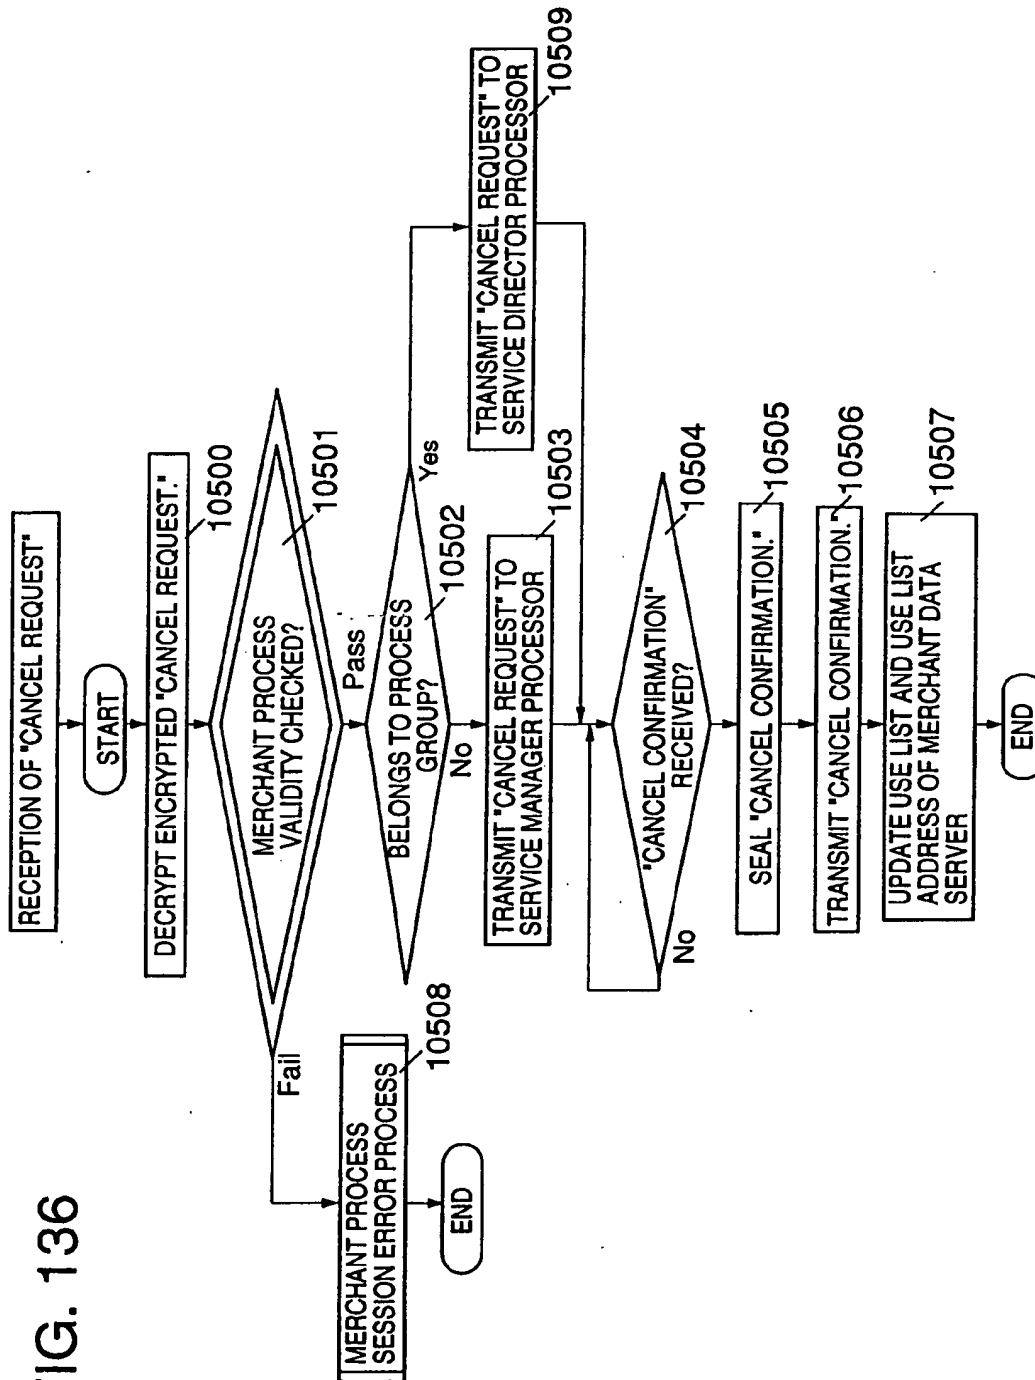 IG. 136
RECEPTION OF "CANCEL REQUEST"
START
DECRYPT ENCRYPTED "CANCEL REQUEST."
10500
MERCHANT PROCESS
VALIDITY CHECKED?
10501
Fail
Pass
MERCHANT PROCESS
SESSION ERROR PROCESS
10508
END
BELONGS TO PROCESS
GROUP?
10502
Yes
No
TRANSMIT "CANCEL REQUEST" TO
SERVICE MANAGER PROCESSOR
10503
TRANSMIT "CANCEL REQUEST" TO
SERVICE DIRECTOR PROCESSOR
10509
"CANCEL CONFIRMATION"
RECEIVED?
10504
No
SEAL "CANCEL CONFIRMATION."
10505
TRANSMIT "CANCEL CONFIRMATION."
10506
UPDATE USE LIST AND USE LIST
ADDRESS OF MERCHANT DATA
SERVER
10507
END